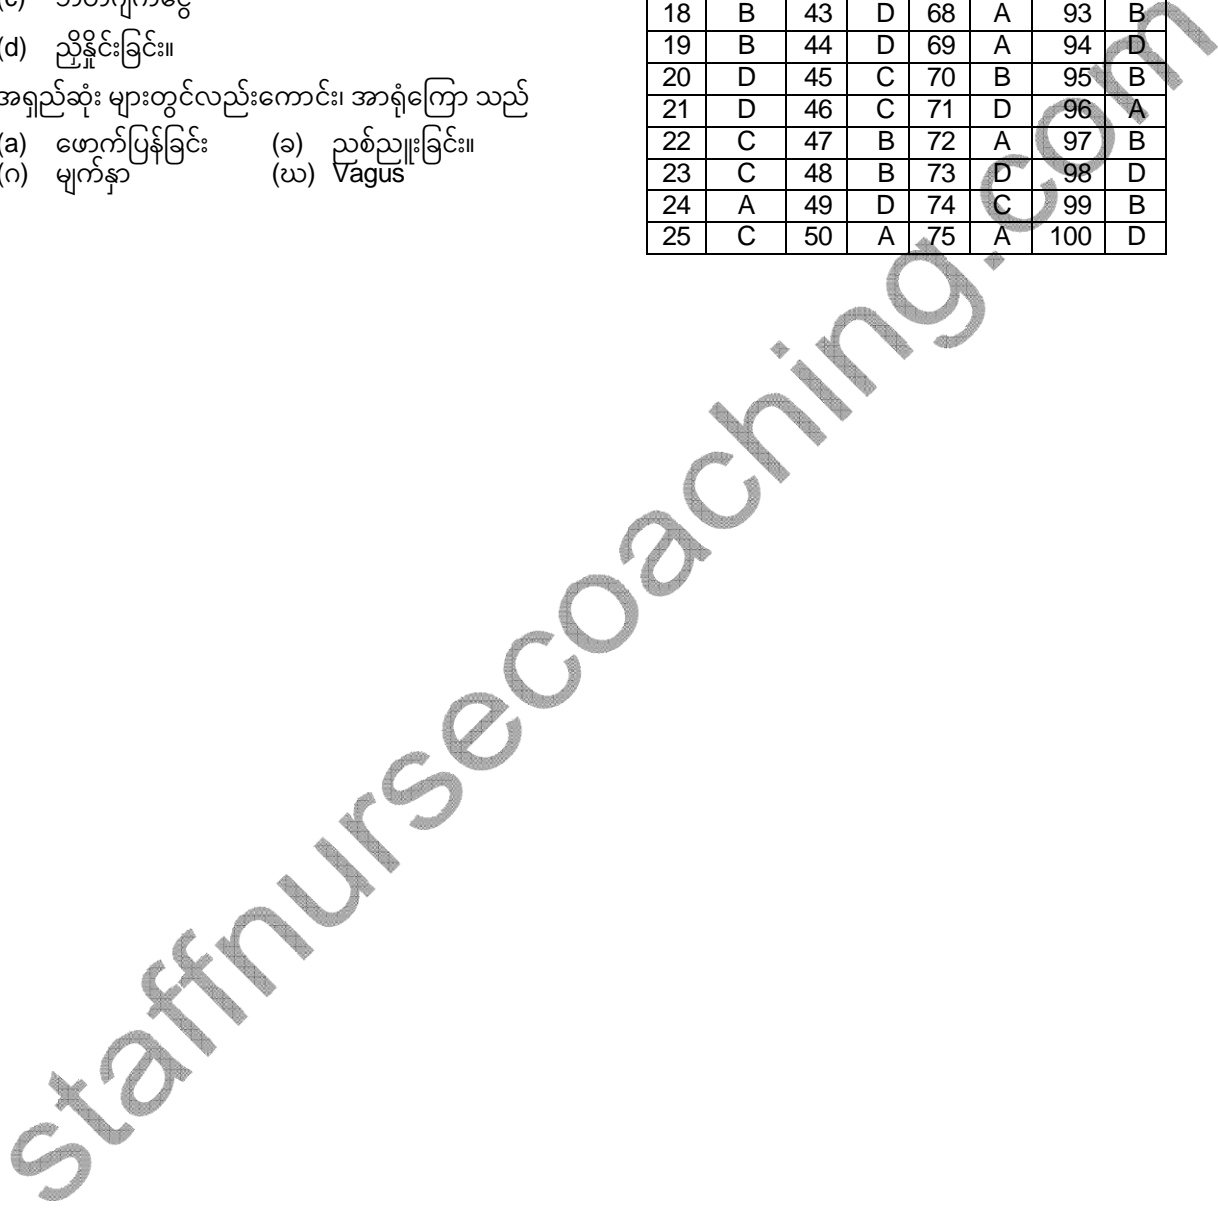 (d) ညှိနှိုင်းခြင်း။
အရှည်ဆုံး များတွင်လည်းကောင်း၊ အာရုံကြော သည်
(a) ဖောက်ပြန်ခြင်း (ခ) ညစ်ညူးခြင်း။
(ဂ) မျက်နှာ (ဃ) Vagus
18 B 43 D 68 A 93 B
19 B 44 D 69 A 94 D
20 D 45 C 70 B 95 B
21 D 46 C 71 D 96 A
22 C 47 B 72 A 97 B
23 C 48 B 73 D 98 D
24 A 49 D 74 C 99 B
25 C 50 A 75 A 100 D
staffnursecoaching.com